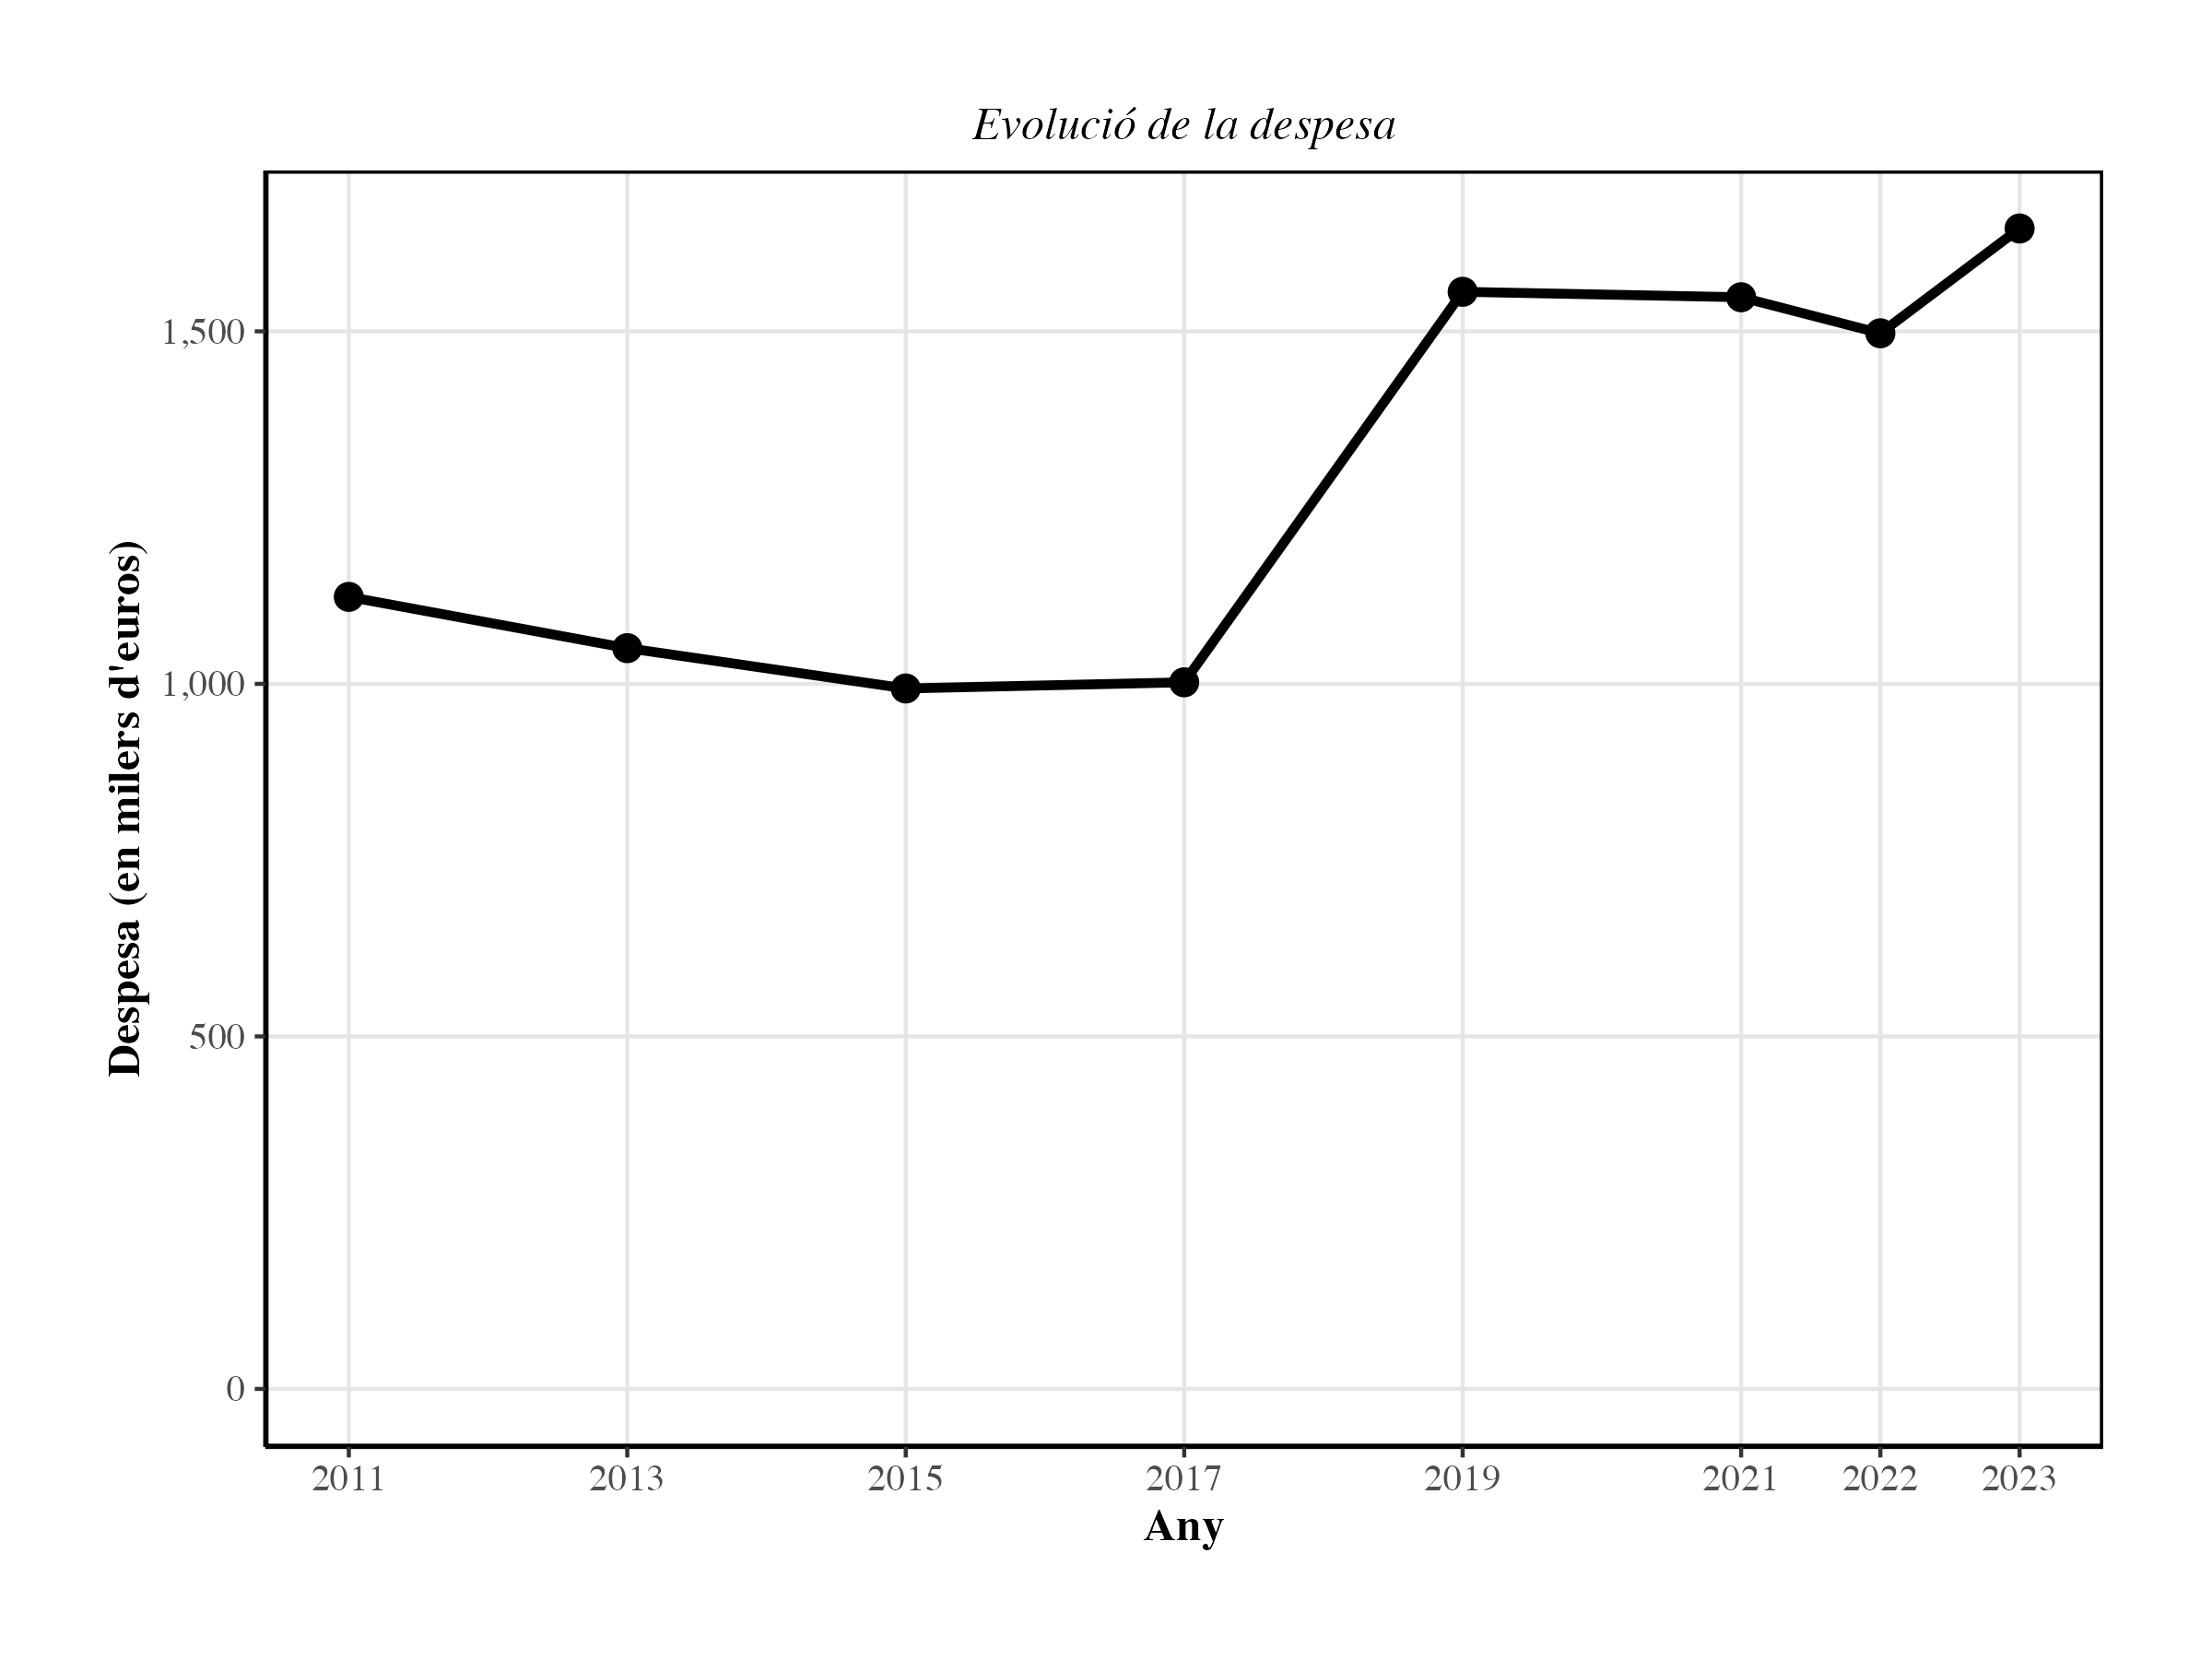 Evolució de la despesa
Despesa (en milers d'euros)
1,500
1,000
500
0
2011 2013 2015 2017 2019 2021 2022 2023
Any